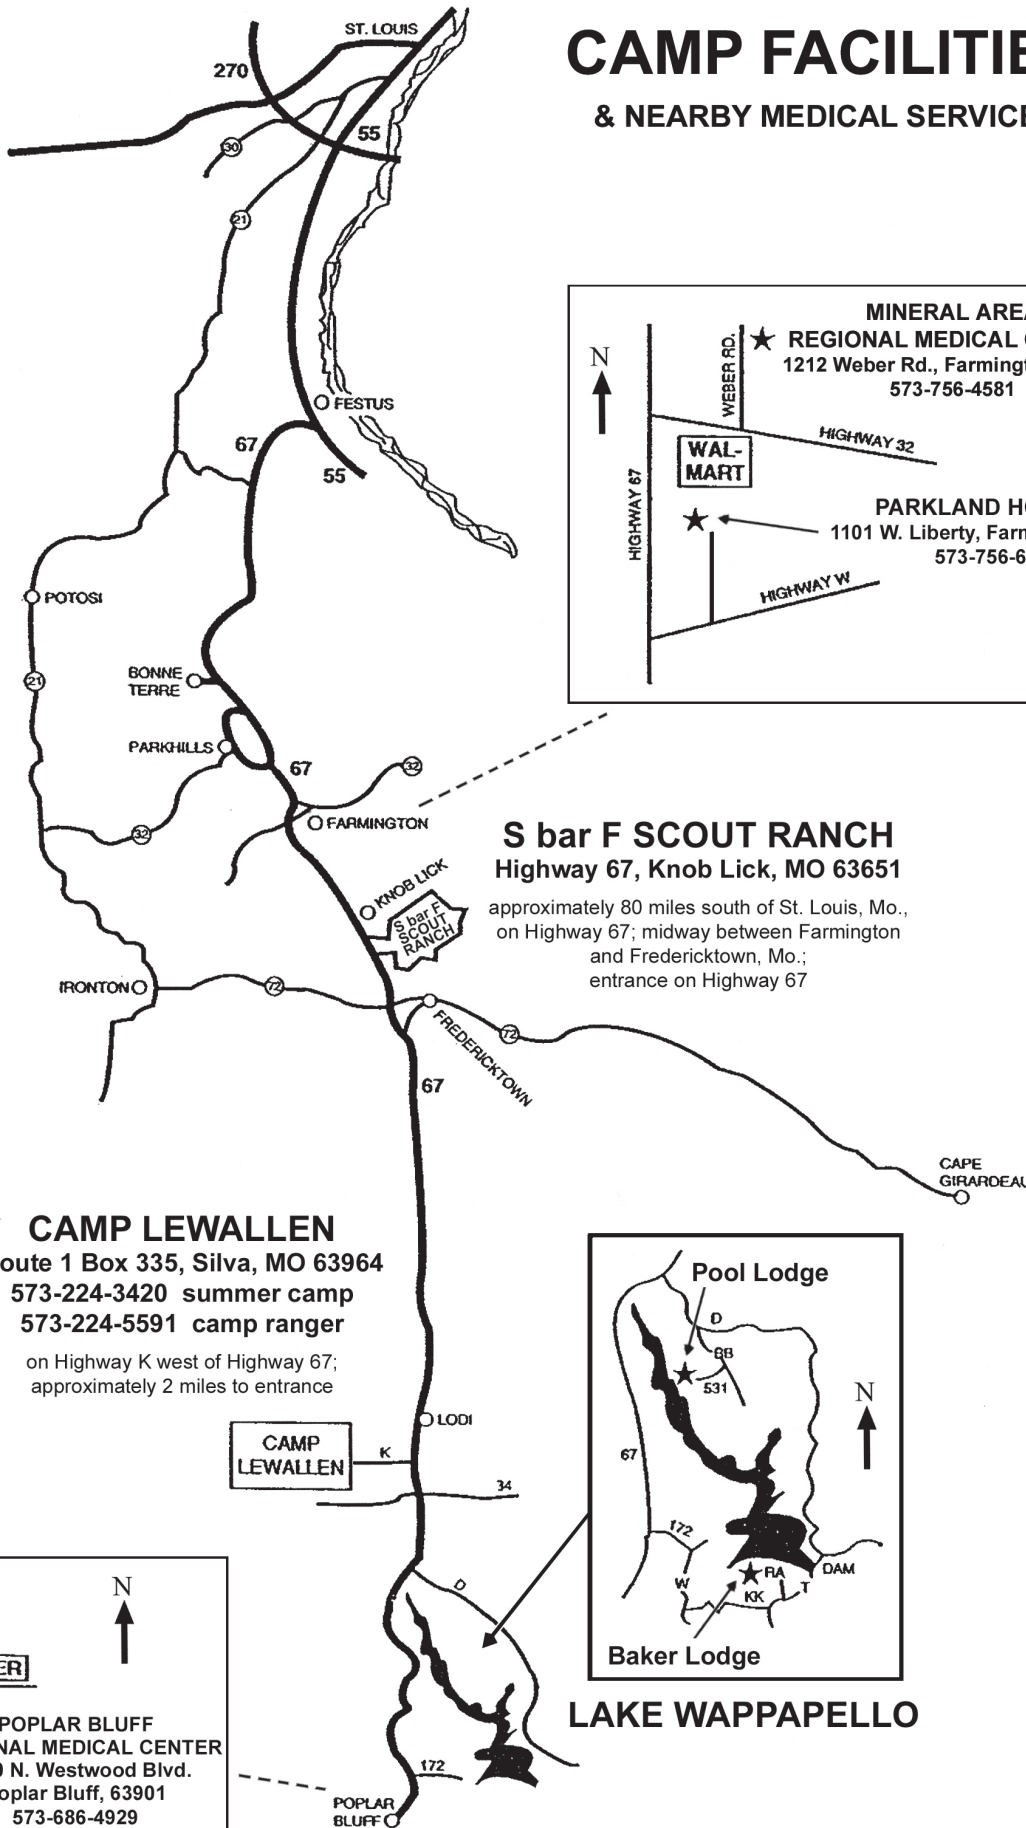 CAMP FACILITIE
& NEARBY MEDICAL SERVICE
ST. LOUIS
270
55
30
21
FESTUS
67
55
POTOSI
21
BONNE
TERRE
PARKHILLS
67
32
32
FARMINGTON
KNOB LICK
S bar F
SCOUT
RANCH
IRONTON
72
72
FREDERICKTOWN
67
CAPE
GIRARDEAU
MINERAL AREA
REGIONAL MEDICAL
1212 Weber Rd., Farmingt
573-756-4581
N
WEBER RD.
HIGHWAY 32
WAL-
MART
HIGHWAY 67
PARKLAND HO
1101 W. Liberty, Farm
573-756-6
HIGHWAY W
S bar F SCOUT RANCH
Highway 67, Knob Lick, MO 63651
approximately 80 miles south of St. Louis, Mo.,
on Highway 67; midway between Farmington
and Fredericktown, Mo.;
entrance on Highway 67
CAMP LEWALLEN
oute 1 Box 335, Silva, MO 63964
573-224-3420 summer camp
573-224-5591 camp ranger
on Highway K west of Highway 67;
approximately 2 miles to entrance
LODI
CAMP
LEWALLEN
K
34
D
172
POPLAR
BLUFF
Pool Lodge
D
BB
531
N
67
172
W
RA
KK
T
DAM
Baker Lodge
LAKE WAPPAPELLO
N
ER
POPLAR BLUFF
NAL MEDICAL CENTER
0 N. Westwood Blvd.
oplar Bluff, 63901
573-686-4929